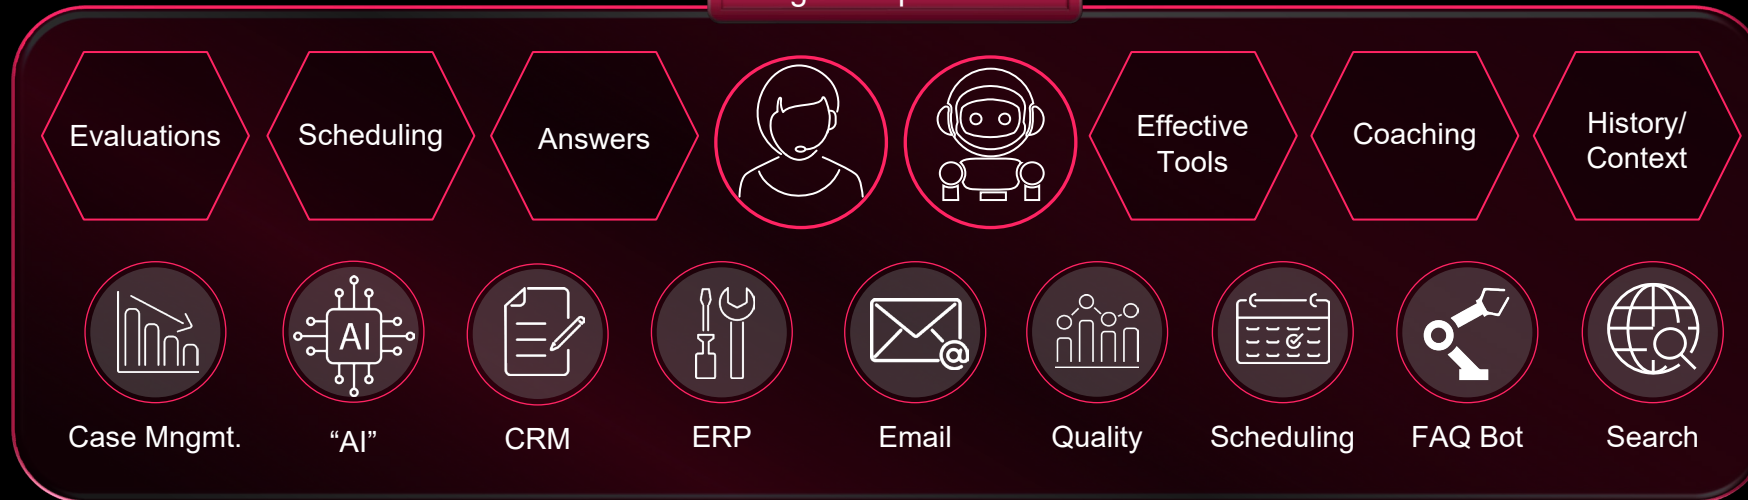 Evaluations
Scheduling
Answers
Effective
Tools
Coaching
History/
Context
AI
@
Case Mngmt.
“AI”
CRM
ERP
Email
Quality
Scheduling
FAQ Bot
Search